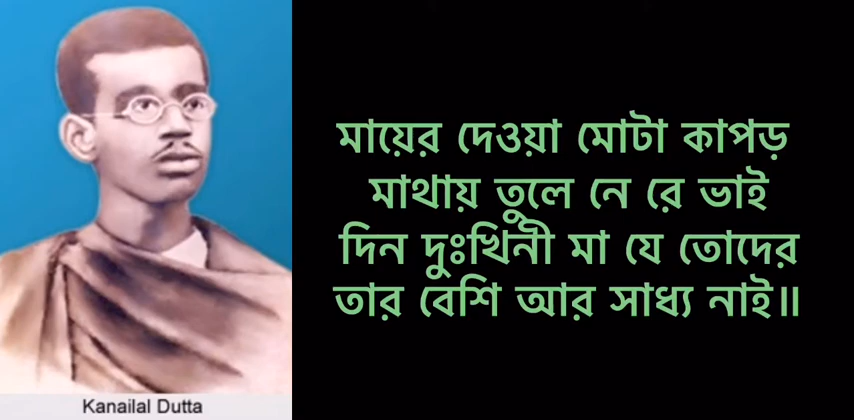 মায়ের দেওয়া মোটা কাপড়
মাথায় তুলে নে রে ভাই
দিন দুঃখিনী মা যে তোদের
তার বেশি আর সাধ্য নাই॥
Kanailal Dutta